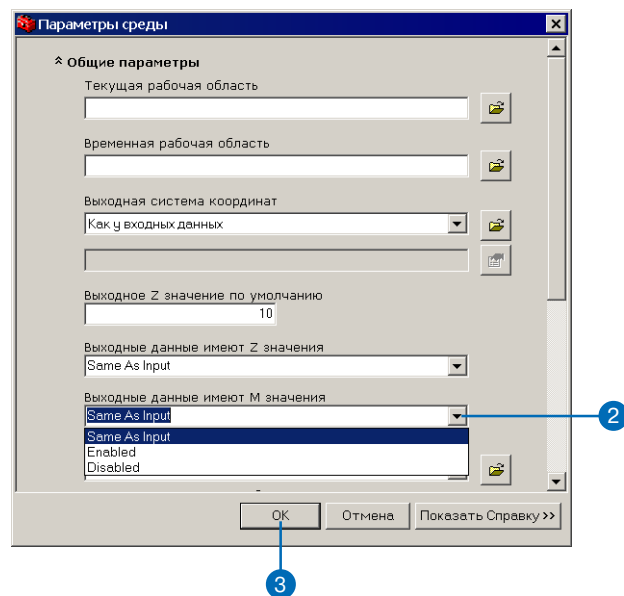 Параметры среды
Общие параметры
Текущая рабочая область
Временная рабочая область
Выходная система координат
Как у входных данных
Выходное Z значение по умолчанию
10
Выходные данные имеют Z значения
Same As Input
Выходные данные имеют M значения
Same As Input
2
Same As Input
Enabled
Disabled
OK
Отмена
Показать Справку >>
3